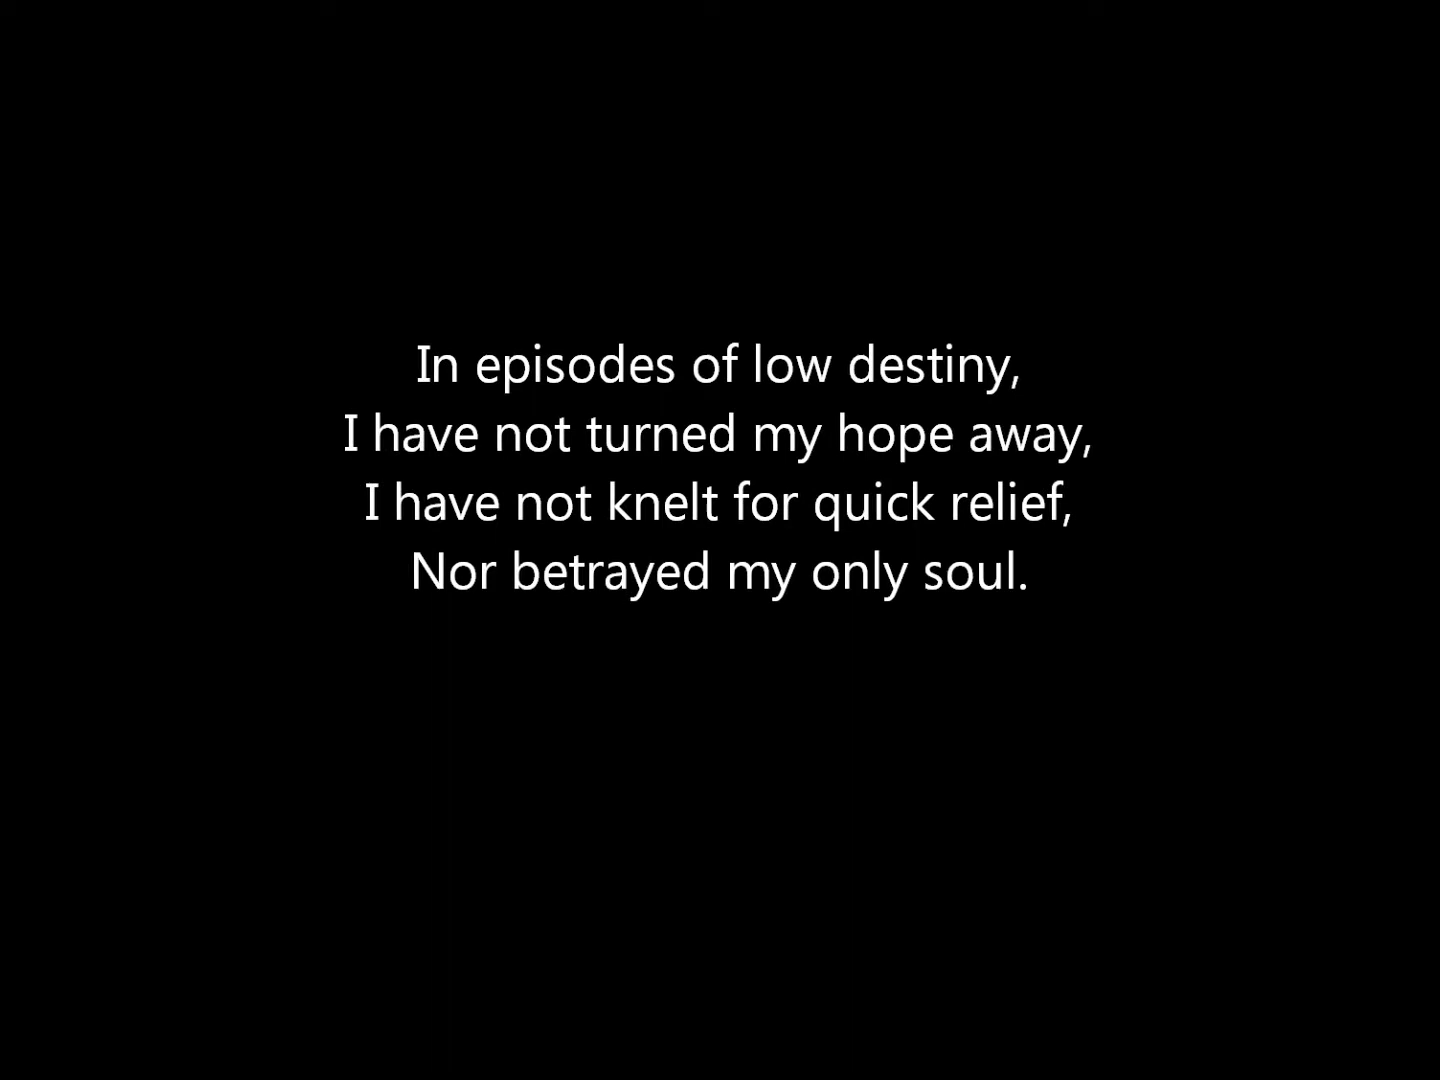 In episodes of low destiny,
I have not turned my hope away,
I have not knelt for quick relief,
Nor betrayed my only soul.